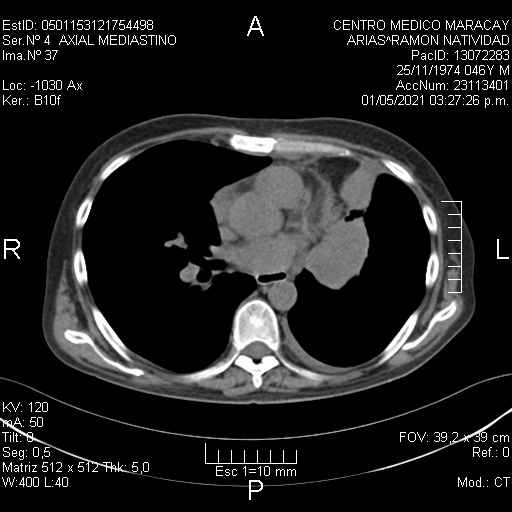 EstID: 0501153121754498
Ser.Nº 4 AXIAL MEDIASTINO
Ima.Nº 37
Loc: -1030 Ax
Ker.: B10f
A
CENTRO MEDICO MARACAY
ARIAS^RAMON NATIVIDAD
PacID: 13072283
25/11/1974 046Y M
AccNum: 23113401
01/05/2021 03:27:26 p.m.
R
L
KV: 120
mA: 50
Tilt: 0
Seg: 0,5
Matriz 512 x 512 Thk: 5,0
W:400 L:40
Esc 1=10 mm
P
FOV: 39,2 x 39 cm
Ref.: 0
Mod.: CT